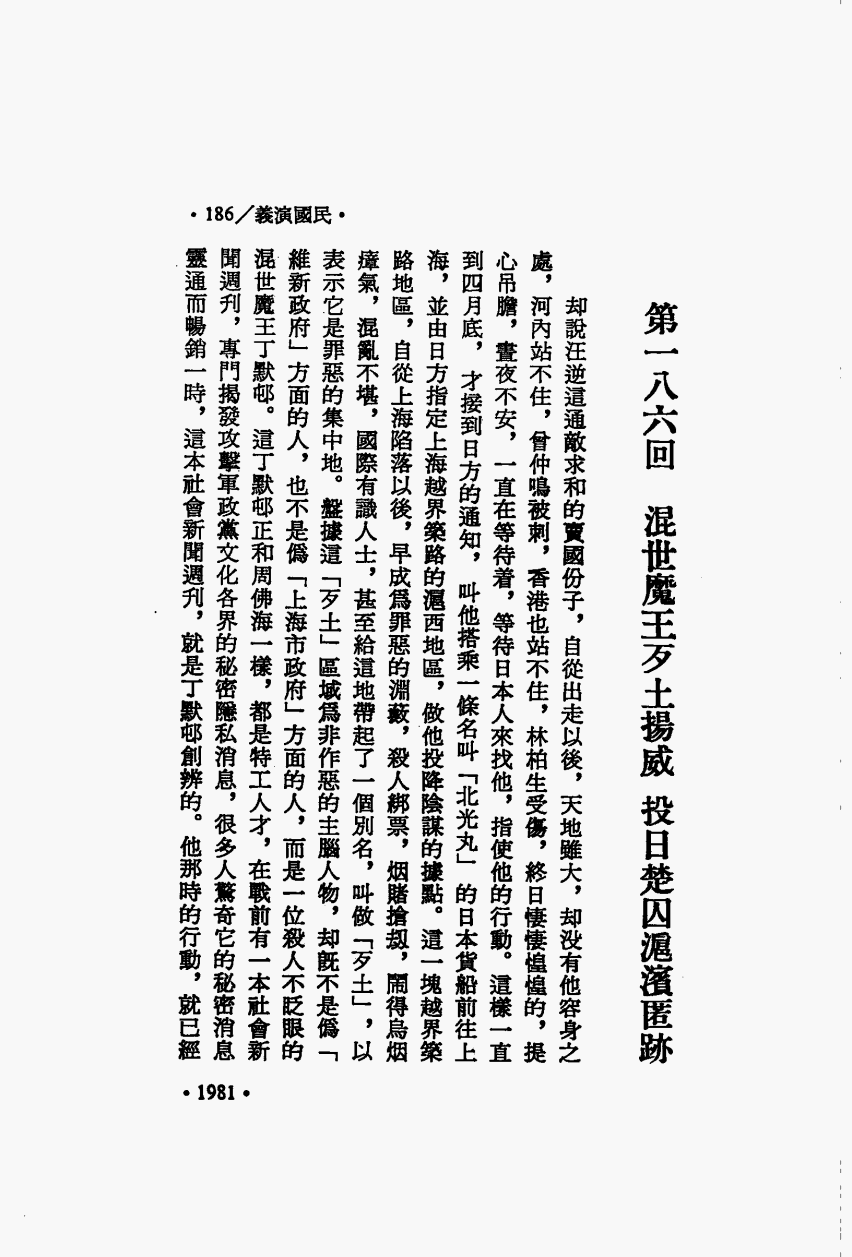 ·民國演義/186·
第一八六回　混世魔王歹土揚威　投日楚囚滬濱匿跡
却說汪逆這通敵求和的賣國份子，自從出走以後，天地雖大，却没有他容身之
處，河內站不住，曾仲鳴被刺，香港也站不住，林柏生受傷，終日悽悽惶惶的，提
心吊膽，晝夜不安，一直在等待着，等待日本人來找他，指使他的行動。這樣一直
到四月底，才接到日方的通知，叫他搭乘一條名叫「北光丸」的日本貨船前往上
海，並由日方指定上海越界築路的滬西地區，做他投降陰謀的據點。這一塊越界築
路地區，自從上海陷落以後，早成爲罪惡的淵藪，殺人綁票，烟賭搶刼，鬧得烏烟
瘴氣，混亂不堪，國際有識人士，甚至給這地帶起了一個別名，叫做「歹土」，以
表示它是罪惡的集中地。盤據這「歹土」區域爲非作惡的主腦人物，却旣不是僞「
維新政府」方面的人，也不是僞「上海市政府」方面的人，而是一位殺人不眨眼的
混世魔王丁默邨。這丁默邨正和周佛海一樣，都是特工人才，在戰前有一本社會新
聞週刋，專門揭發攻擊軍政黨文化各界的秘密隱私消息，很多人驚奇它的秘密消息
靈通而暢銷一時，這本社會新聞週刋，就是丁默邨創辦的。他那時的行動，就已經
·1981·